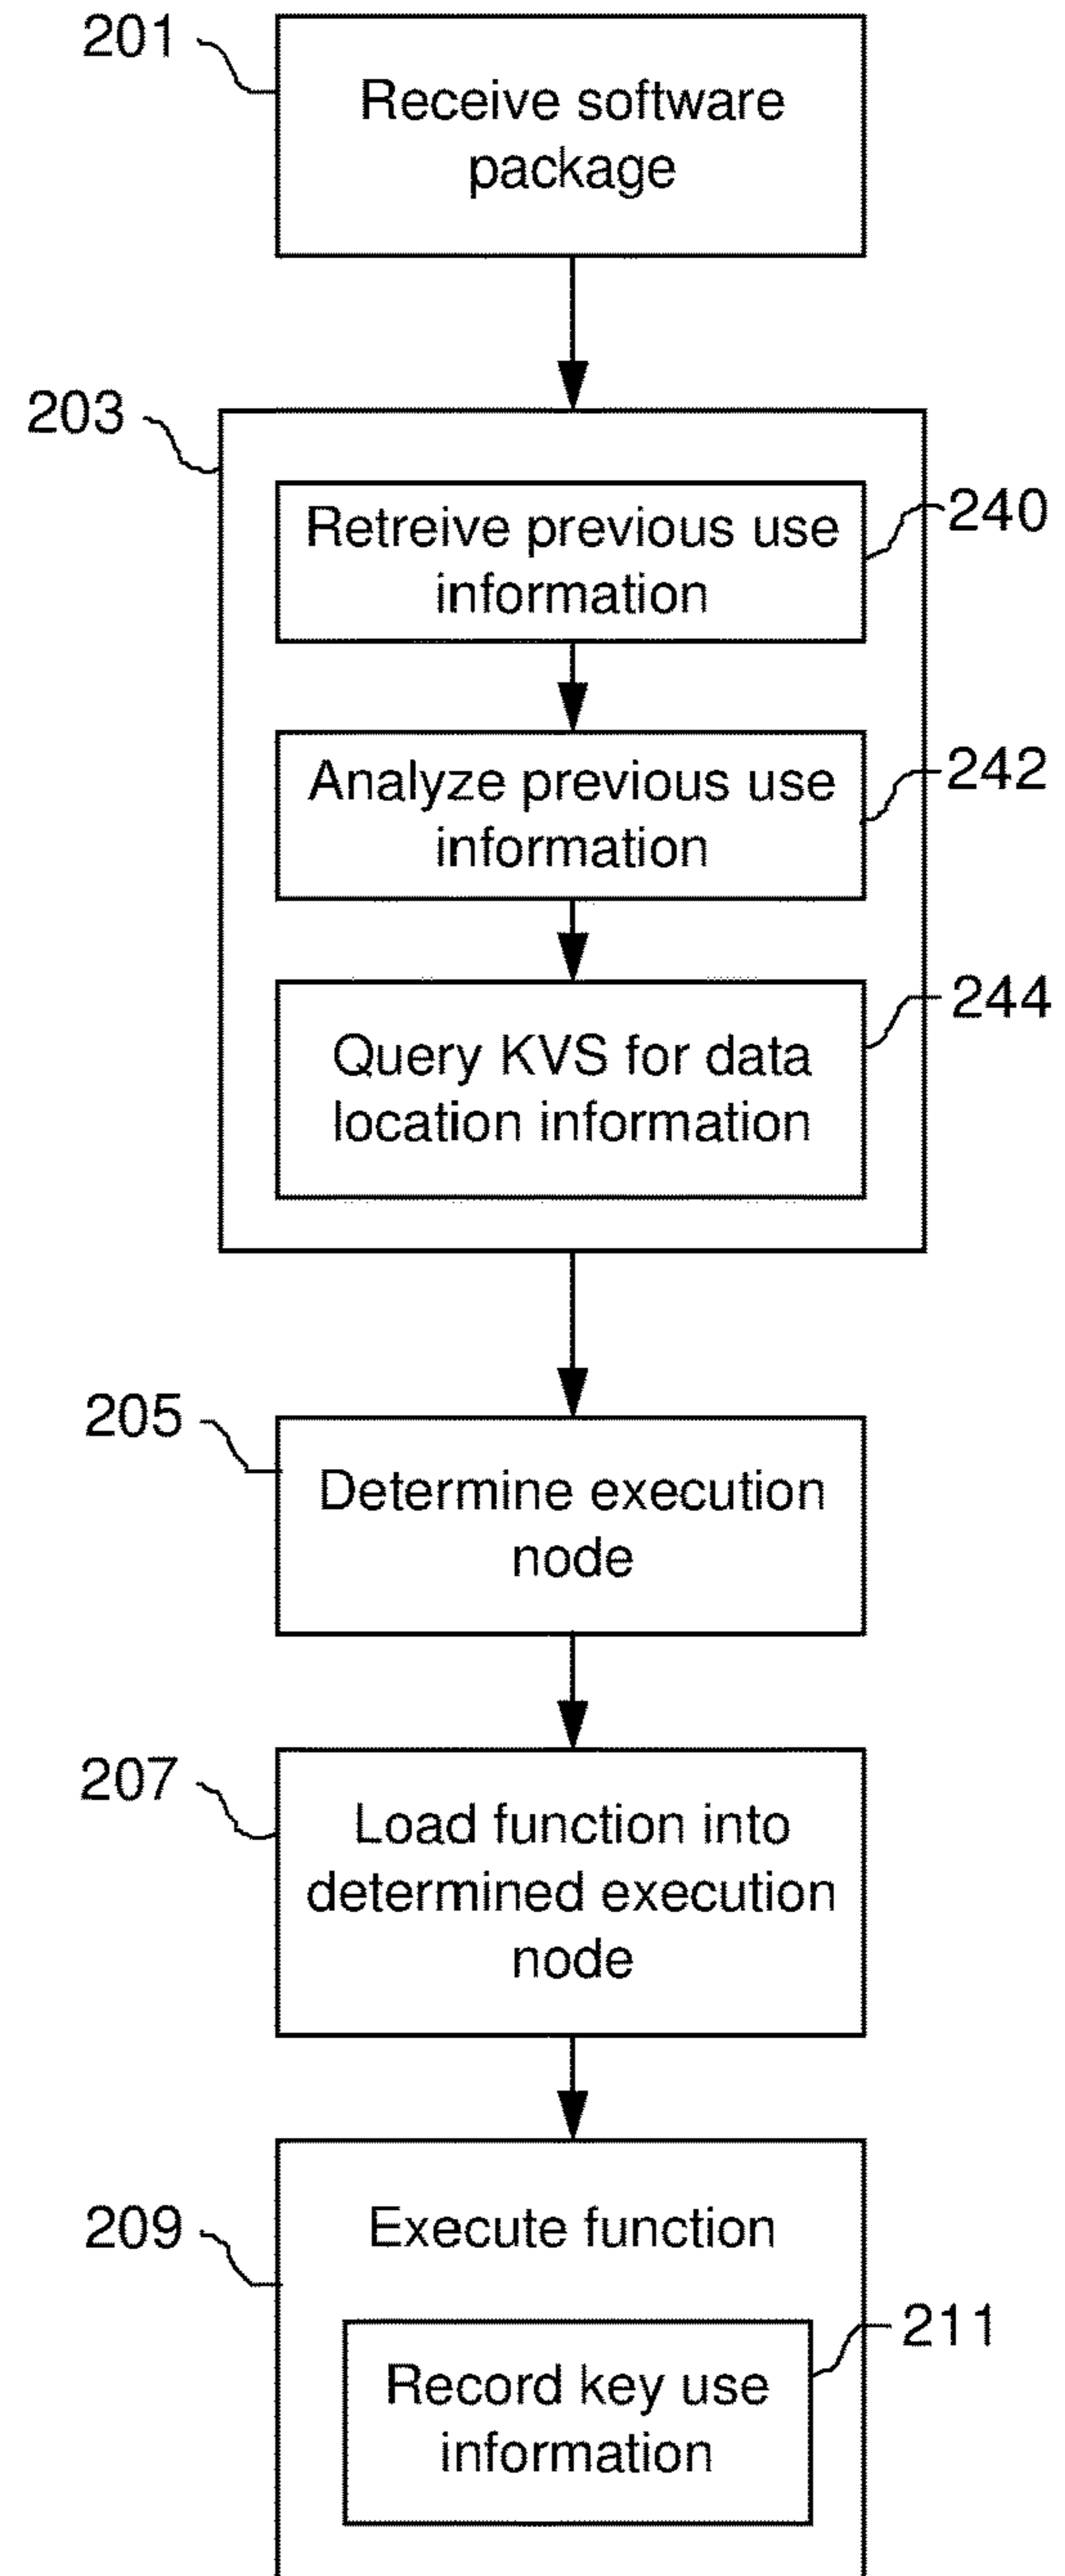 201
Receive software
package
203
Retreive previous use
information
240
Analyze previous use
information
242
Query KVS for data
location information
244
205
Determine execution
node
207
Load function into
determined execution
node
209
Execute function
211
Record key use
information